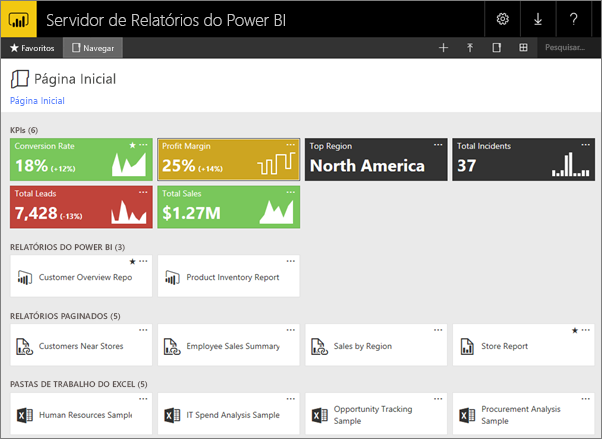 Servidor de Relatórios do Power BI
Favoritos Navegar Pesquisar...
Página Inicial
Página Inicial
KPIs (6)
Conversion Rate Profit Margin Top Region Total Incidents
18% (+12%) 25% (+14%) North America 37
Total Leads Total Sales
7,428 (-13%) $1.27M
RELATÓRIOS DO POWER BI (3)
Customer Overview Repo Product Inventory Report
RELATÓRIOS PAGINADOS (5)
Customers Near Stores Employee Sales Summary Sales by Region Store Report
PASTAS DE TRABALHO DO EXCEL (5)
Human Resources Sample IT Spend Analysis Sample Opportunity Tracking Sample Procurement Analysis Sample